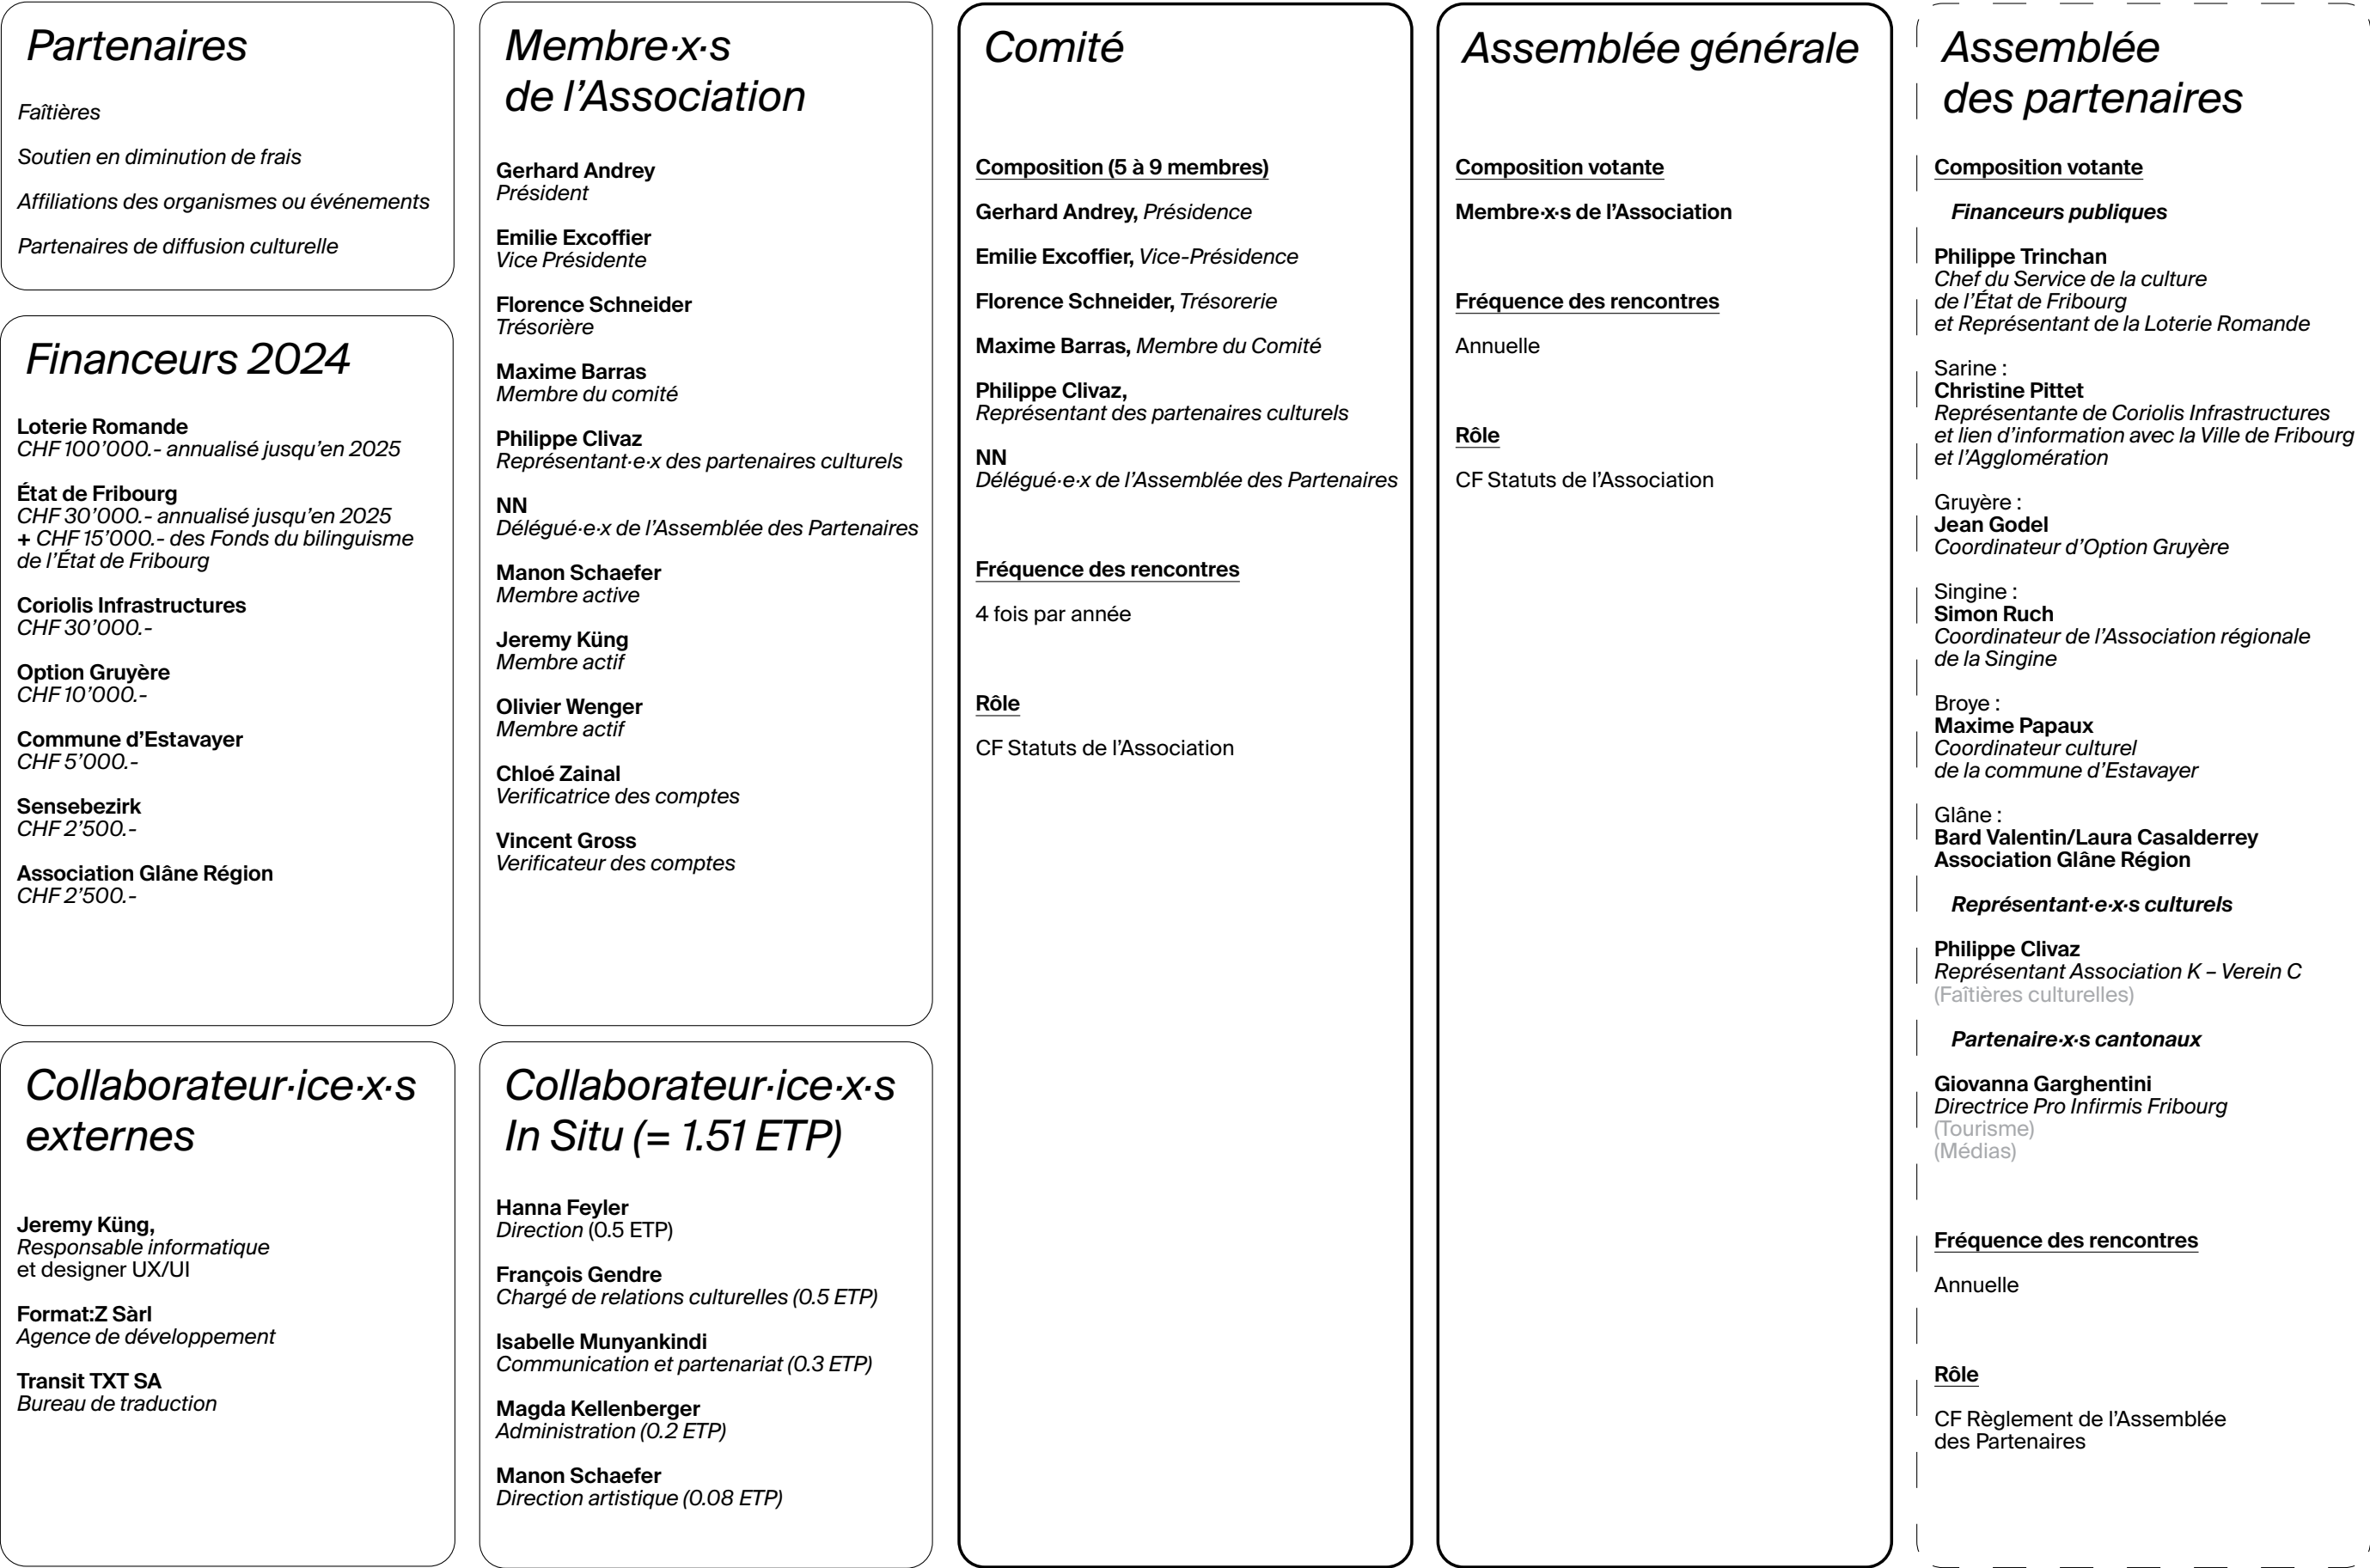 Partenaires
Faîtières
Soutien en diminution de frais
Affiliations des organismes ou événements
Partenaires de diffusion culturelle
Financeurs 2024
Loterie Romande
CHF 100’000.- annualisé jusqu’en 2025
État de Fribourg
CHF 30’000.- annualisé jusqu’en 2025
+ CHF 15’000.- des Fonds du bilinguisme
de l’État de Fribourg
Coriolis Infrastructures
CHF 30’000.-
Option Gruyère
CHF 10’000.-
Commune d’Estavayer
CHF 5’000.-
Sensebezirk
CHF 2’500.-
Association Glâne Région
CHF 2’500.-
Collaborateur·ice·x·s
externes
Jeremy Küng,
Responsable informatique
et designer UX/UI
Format:Z Sàrl
Agence de développement
Transit TXT SA
Bureau de traduction
Membre·x·s
de l’Association
Gerhard Andrey
Président
Emilie Excoffier
Vice Présidente
Florence Schneider
Trésorière
Maxime Barras
Membre du comité
Philippe Clivaz
Représentant·e·x des partenaires culturels
NN
Délégué·e·x de l’Assemblée des Partenaires
Manon Schaefer
Membre active
Jeremy Küng
Membre actif
Olivier Wenger
Membre actif
Chloé Zainal
Verificatrice des comptes
Vincent Gross
Verificateur des comptes
Collaborateur·ice·x·s
In Situ (= 1.51 ETP)
Hanna Feyler
Direction (0.5 ETP)
François Gendre
Chargé de relations culturelles (0.5 ETP)
Isabelle Munyankindi
Communication et partenariat (0.3 ETP)
Magda Kellenberger
Administration (0.2 ETP)
Manon Schaefer
Direction artistique (0.08 ETP)
Comité
Composition (5 à 9 membres)
Gerhard Andrey, Présidence
Emilie Excoffier, Vice-Présidence
Florence Schneider, Trésorerie
Maxime Barras, Membre du Comité
Philippe Clivaz,
Représentant des partenaires culturels
NN
Délégué·e·x de l’Assemblée des Partenaires
Fréquence des rencontres
4 fois par année
Rôle
CF Statuts de l’Association
Assemblée générale
Composition votante
Membre·x·s de l’Association
Fréquence des rencontres
Annuelle
Rôle
CF Statuts de l’Association
Assemblée
des partenaires
Composition votante
Financeurs publiques
Philippe Trinchan
Chef du Service de la culture
de l’État de Fribourg
et Représentant de la Loterie Romande
Sarine :
Christine Pittet
Représentante de Coriolis Infrastructures
et lien d’information avec la Ville de Fribourg
et l’Agglomération
Gruyère :
Jean Godel
Coordinateur d’Option Gruyère
Singine :
Simon Ruch
Coordinateur de l’Association régionale
de la Singine
Broye :
Maxime Papaux
Coordinateur culturel
de la commune d’Estavayer
Glâne :
Bard Valentin/Laura Casalderrey
Association Glâne Région
Représentant·e·x·s culturels
Philippe Clivaz
Représentant Association K – Verein C
(Faîtières culturelles)
Partenaire·x·s cantonaux
Giovanna Garghentini
Directrice Pro Infirmis Fribourg
(Tourisme)
(Médias)
Fréquence des rencontres
Annuelle
Rôle
CF Règlement de l’Assemblée
des Partenaires